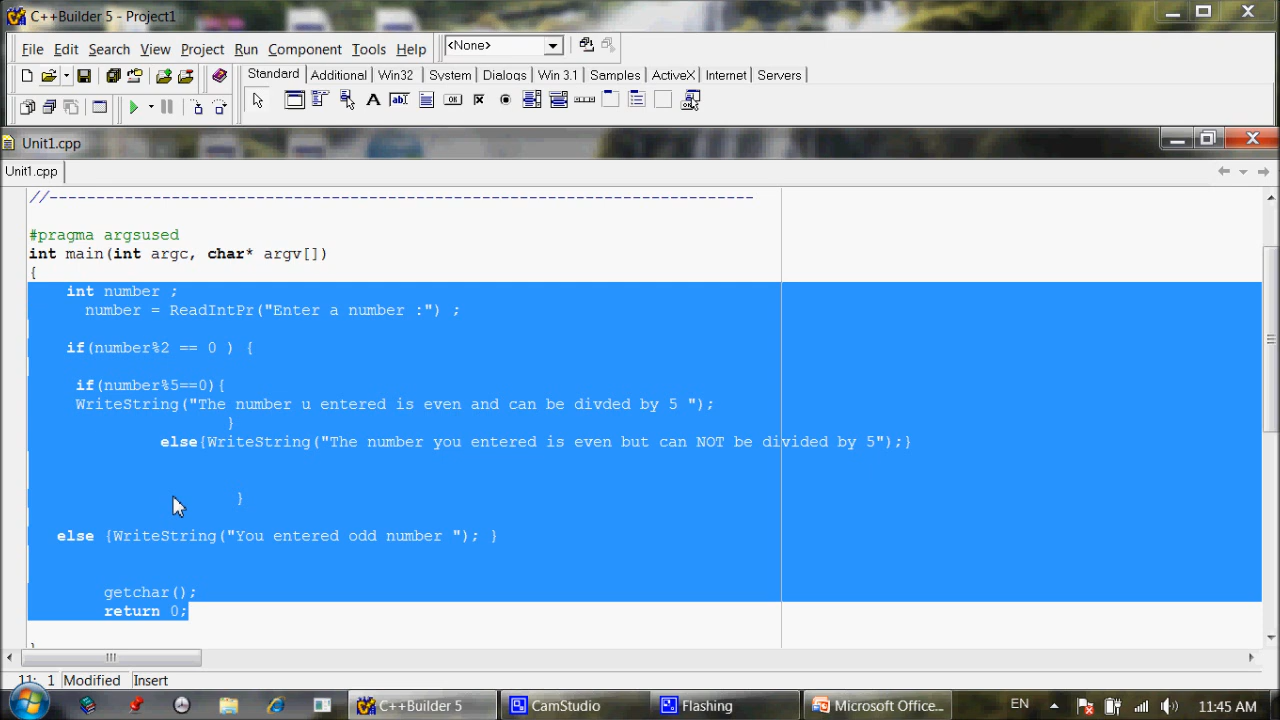 C++Builder 5 - Project1
File Edit Search View Project Run Component Tools Help
<None>
Standard Additional Win32 System Dialogs Win 3.1 Samples ActiveX Internet Servers
Unit1.cpp
Unit1.cpp
//---------------------------------------------------------------------------
#pragma argsused
int main(int argc, char* argv[])
{
int number ;
number = ReadIntPr("Enter a number :") ;
if(number%2 == 0 ) {
if(number%5==0){
WriteString("The number u entered is even and can be divded by 5 ");
}
else{WriteString("The number you entered is even but can NOT be divided by 5");}
}
else {WriteString("You entered odd number "); }
getchar();
return 0;
11: 1 Modified Insert
C++Builder 5 CamStudio Flashing Microsoft Office... EN 11:45 AM